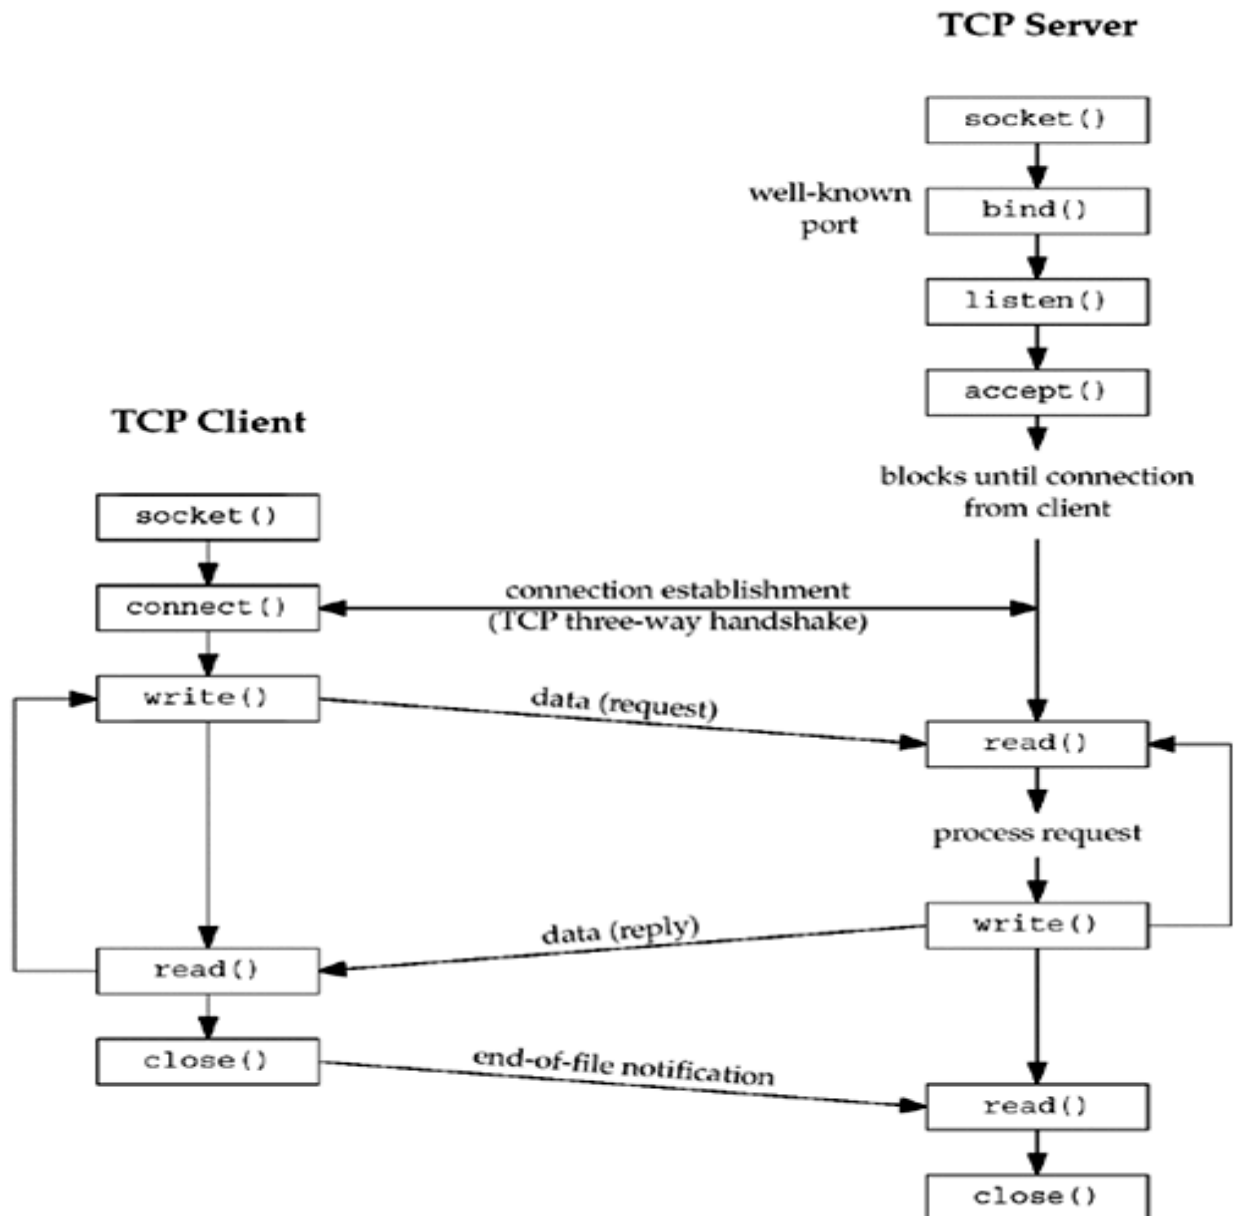 TCP Server
socket()
well-known
port
bind()
listen()
accept()
blocks until connection
from client
TCP Client
socket()
connect()
connection establishment
(TCP three-way handshake)
write()
data (request)
read()
process request
write()
data (reply)
read()
close()
end-of-file notification
read()
close()